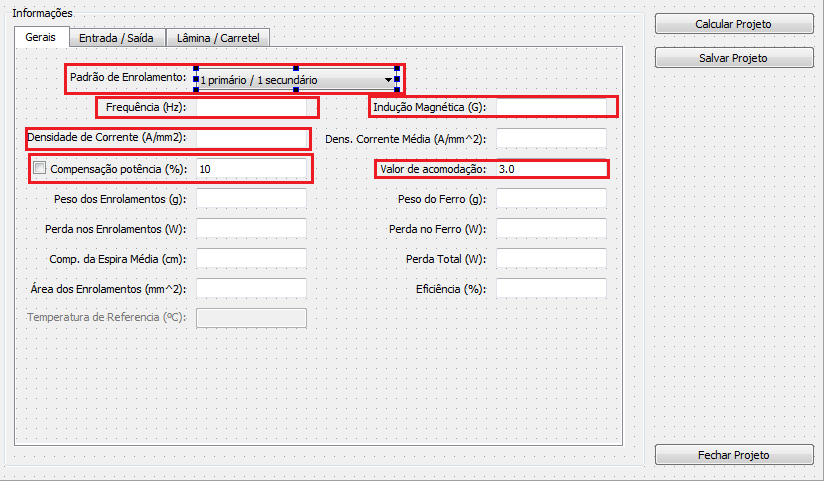 Informações
Calcular Projeto
Gerais Entrada / Saída Lâmina / Carretel
Salvar Projeto
Padrão de Enrolamento: 1 primário / 1 secundário
Frequência (Hz): Indução Magnética (G):
Densidade de Corrente (A/mm2): Dens. Corrente Média (A/mm^2):
Compensação potência (%): 10 Valor de acomodação: 3.0
Peso dos Enrolamentos (g): Peso do Ferro (g):
Perda nos Enrolamentos (W): Perda no Ferro (W):
Comp. da Espira Média (cm): Perda Total (W):
Área dos Enrolamentos (mm^2): Eficiência (%):
Temperatura de Referencia (ºC):
Fechar Projeto